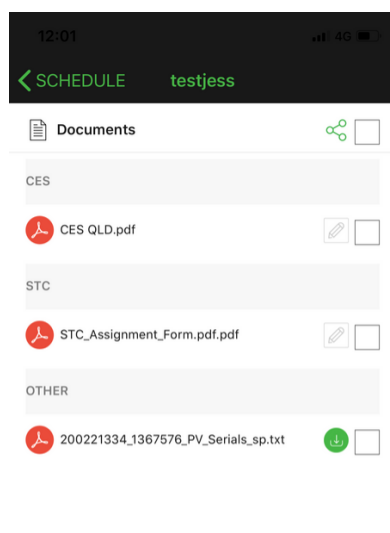 12:01 4G
SCHEDULE testjess
Documents
CES
CES QLD.pdf
STC
STC_Assignment_Form.pdf.pdf
OTHER
200221334_1367576_PV_Serials_sp.txt